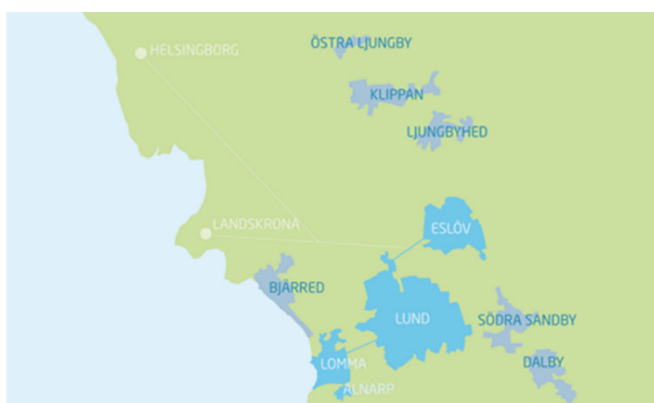 ÖSTRA LJUNGBY
HELSINGBORG
KLIPPAN
LJUNGBYHED
LANDSKRONA
ESLÖV
BJÄRRED
LUND
SÖDRA SANDBY
LOMMA
DALBY
ALNARP